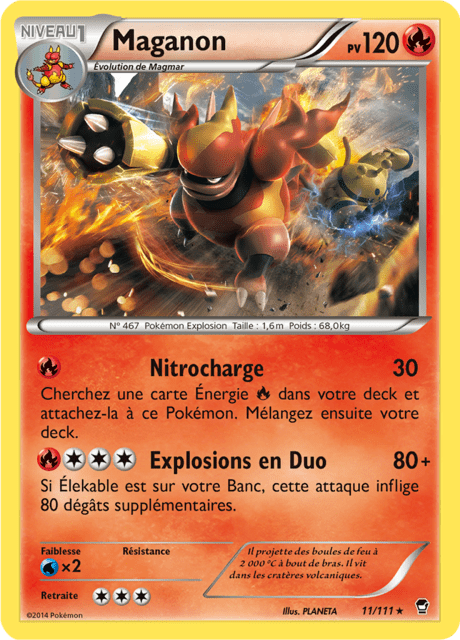 NIVEAU 1
Maganon
PV 120
Évolution de Magmar
N° 467 Pokémon Explosion Taille : 1,6m Poids : 68,0kg
Nitrocharge 30
Cherchez une carte Énergie dans votre deck et
attachez-la à ce Pokémon. Mélangez ensuite votre
deck.
Explosions en Duo 80+
Si Élekable est sur votre Banc, cette attaque inflige
80 dégâts supplémentaires.
Faiblesse Résistance
×2
Retraite
Il projette des boules de feu à
2 000 °C à bout de bras. Il vit
dans les cratères volcaniques.
Illus. PLANETA 11/111 ★
©2014 Pokémon